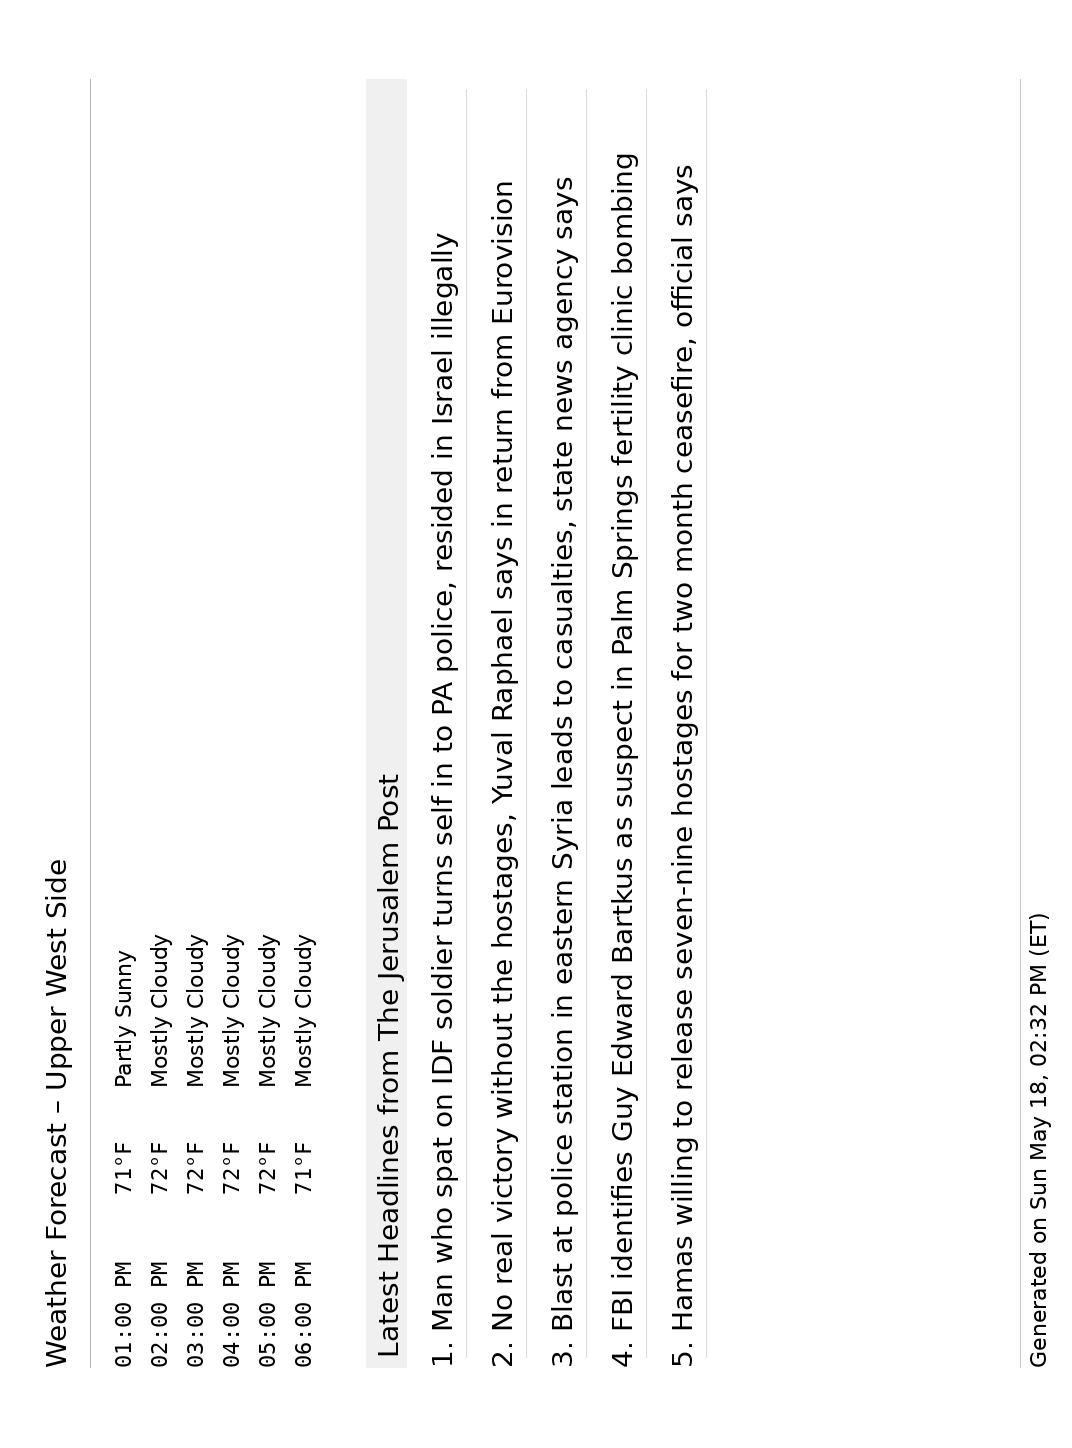 Weather Forecast – Upper West Side
01:00 PM 71°F Partly Sunny
02:00 PM 72°F Mostly Cloudy
03:00 PM 72°F Mostly Cloudy
04:00 PM 72°F Mostly Cloudy
05:00 PM 72°F Mostly Cloudy
06:00 PM 71°F Mostly Cloudy
Latest Headlines from The Jerusalem Post
1. Man who spat on IDF soldier turns self in to PA police, resided in Israel illegally
2. No real victory without the hostages, Yuval Raphael says in return from Eurovision
3. Blast at police station in eastern Syria leads to casualties, state news agency says
4. FBI identifies Guy Edward Bartkus as suspect in Palm Springs fertility clinic bombing
5. Hamas willing to release seven-nine hostages for two month ceasefire, official says
Generated on Sun May 18, 02:32 PM (ET)